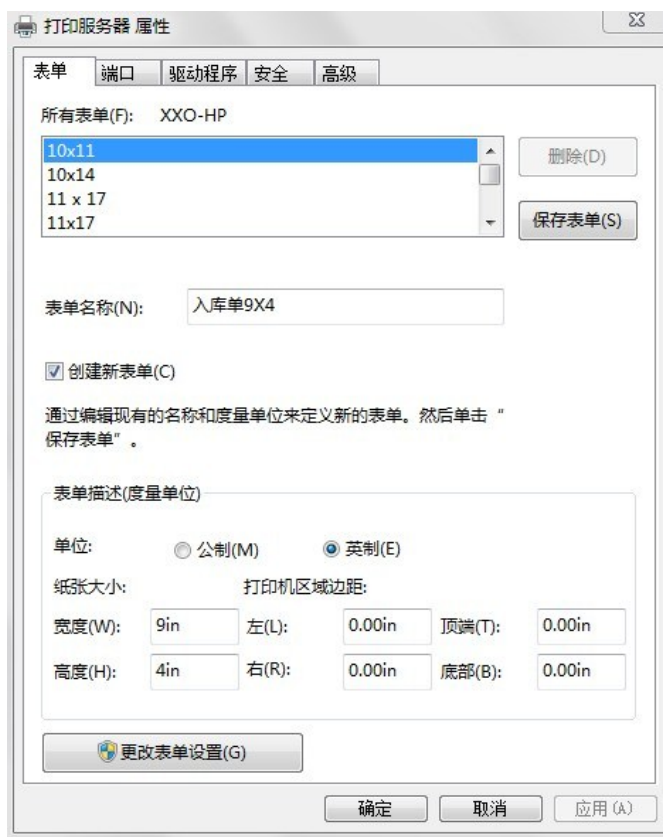 打印服务器 属性
表单 端口 驱动程序 安全 高级
所有表单(F): XXO-HP
10x11
10x14
11 x 17
11x17
删除(D)
保存表单(S)
表单名称(N): 入库单9X4
创建新表单(C)
通过编辑现有的名称和度量单位来定义新的表单。然后单击“
保存表单”。
表单描述(度量单位)
单位: 公制(M) 英制(E)
纸张大小: 打印机区域边距:
宽度(W): 9in 左(L): 0.00in 顶端(T): 0.00in
高度(H): 4in 右(R): 0.00in 底部(B): 0.00in
更改表单设置(G)
确定 取消 应用(A)